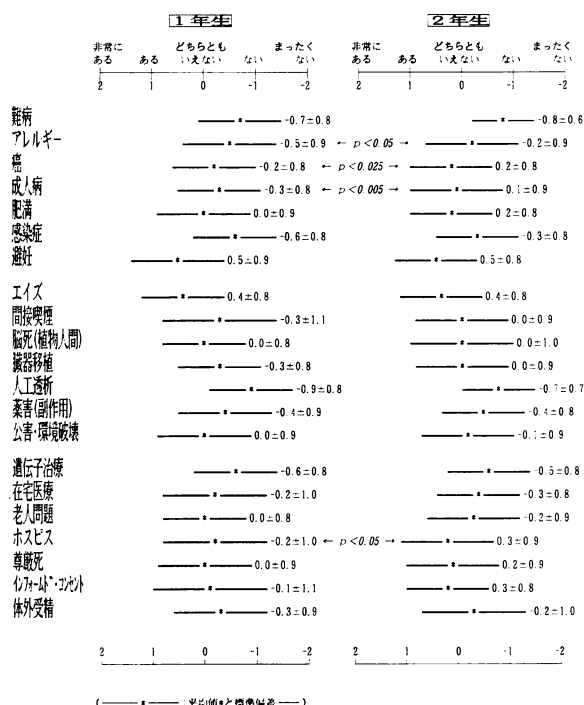 1年生 2年生
非常に どちらとも まったく 非常に どちらとも まったく
ある ある いえない ない ない ある ある いえない ない ない
2 1 0 -1 -2 2 1 0 -1 -2
難病 -0.7±0.8 -0.8±0.6
アレルギー -0.5±0.9 ← p<0.05 → -0.2±0.9
癌 -0.2±0.8 ← p<0.025 → 0.2±0.8
成人病 -0.3±0.8 ← p<0.005 → 0.1±0.9
肥満 0.0±0.9 0.2±0.8
感染症 -0.6±0.8 -0.3±0.8
避妊 0.5±0.9 0.5±0.8
エイズ 0.4±0.8 0.4±0.8
間接喫煙 -0.3±1.1 0.0±0.9
脳死(植物人間) 0.0±0.8 0.0±1.0
臓器移植 -0.3±0.8 0.0±0.9
人工透析 -0.9±0.8 -0.7±0.7
薬害(副作用) -0.4±0.9 -0.4±0.8
公害・環境破壊 0.0±0.9 -0.1±0.9
遺伝子治療 -0.6±0.8 -0.5±0.8
在宅医療 -0.2±1.0 -0.3±0.8
老人問題 0.0±0.8 -0.2±0.9
ホスピス -0.2±1.0 ← p<0.05 → 0.3±0.9
尊厳死 0.0±0.9 0.2±0.9
インフォームド・コンセント -0.1±1.1 0.3±0.8
体外受精 -0.3±0.9 -0.2±1.0
2 1 0 -1 -2 2 1 0 -1 -2
(——*——:平均値*と標準偏差——)